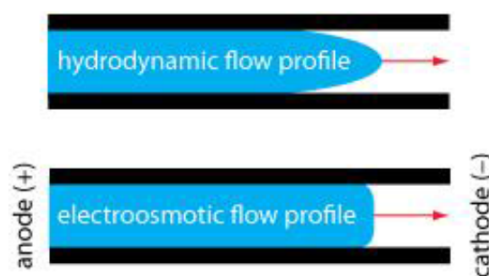 hydrodynamic flow profile
anode (+)
electroosmotic flow profile
cathode (−)